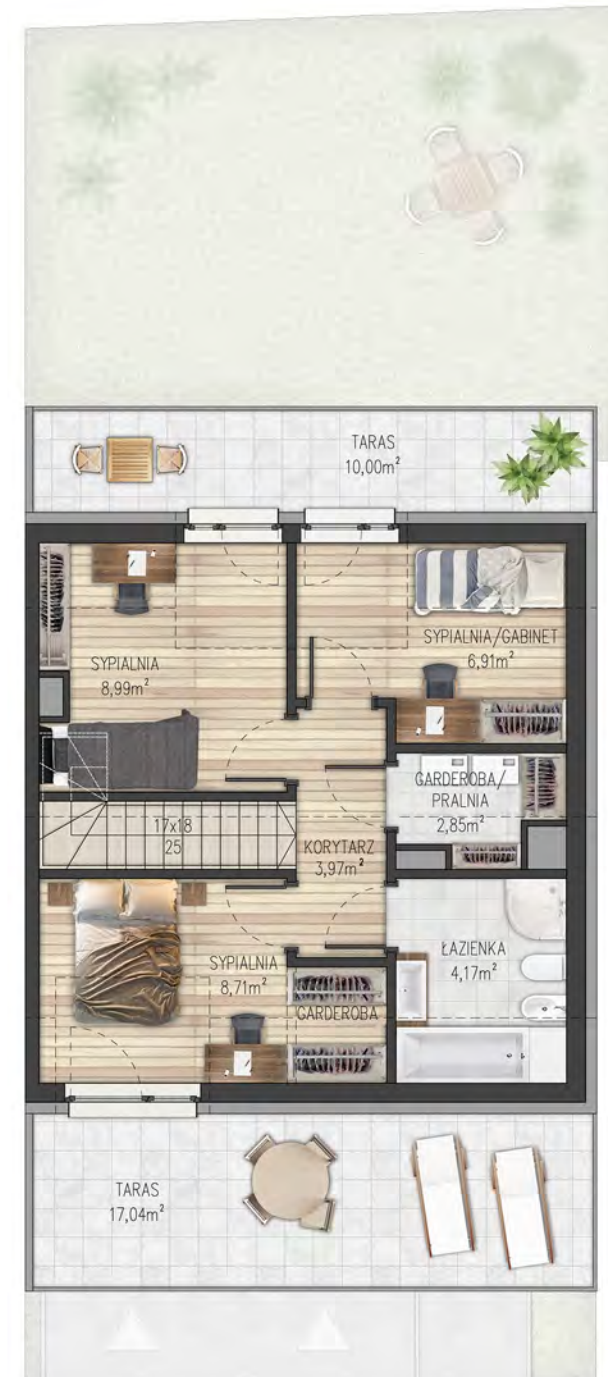 TARAS
10,00m²
SYPIALNIA/GABINET
6,91m²
SYPIALNIA
8,99m²
GARDEROBA/
PRALNIA
2,85m²
17x18
25
KORYTARZ
3,97m²
ŁAZIENKA
4,17m²
SYPIALNIA
8,71m²
GARDEROBA
TARAS
17,04m²